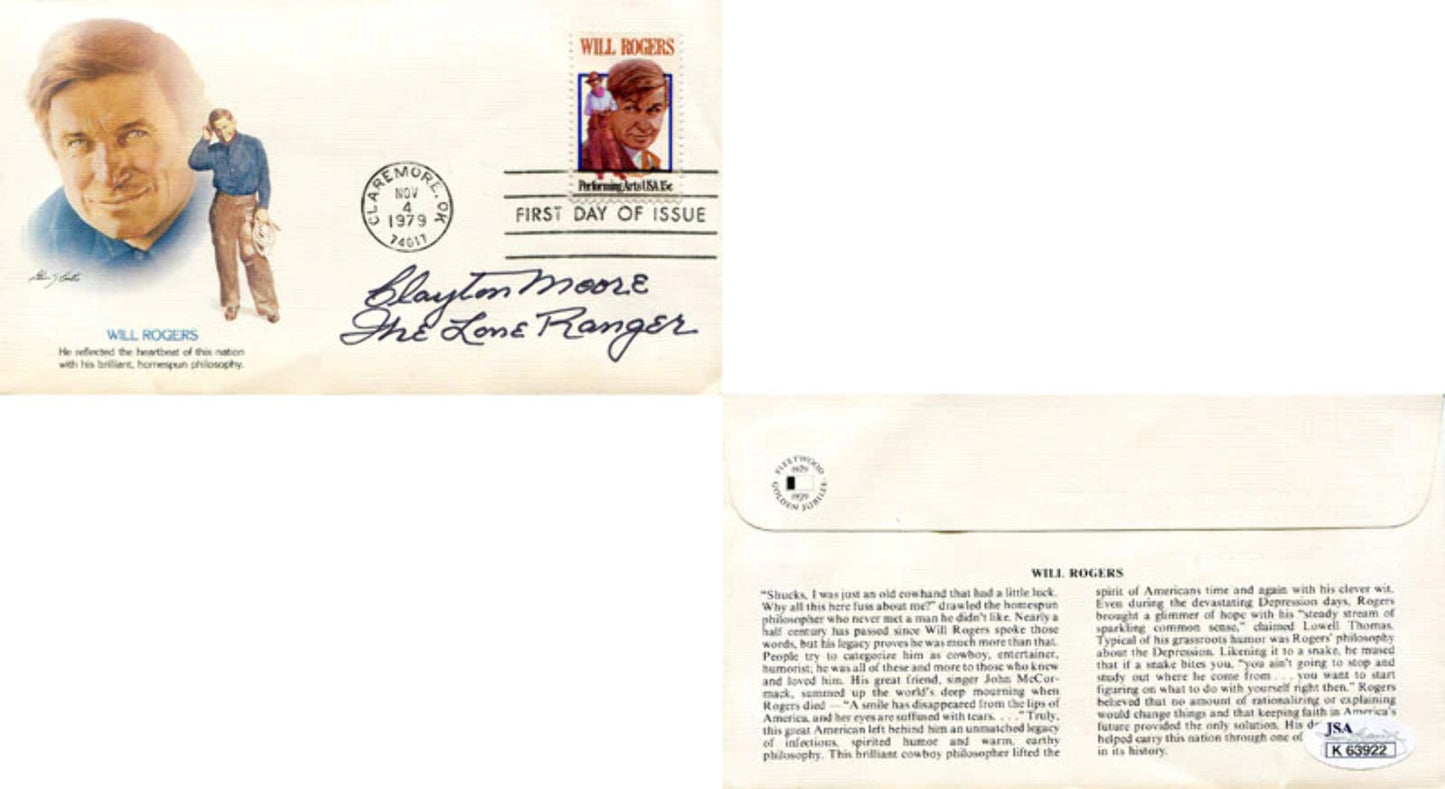 WILL ROGERS
Performing Arts USA 15c
CLAREMORE, OK
NOV
4
1979
74017
FIRST DAY OF ISSUE
Clayton Moore
The Lone Ranger
WILL ROGERS
He reflected the heartbeat of this nation
with his brilliant, homespun philosophy.
FLEETWOOD
1929
1979
GOLDEN JUBILEE
WILL ROGERS
"Shucks, I was just an old cowhand that had a little luck.
Why all this here fuss about me?" drawled the homespun
philosopher who never met a man he didn't like. Nearly a
half century has passed since Will Rogers spoke those
words, but his legacy proves he was much more than that.
People try to categorize him as cowboy, entertainer,
humorist; he was all of these and more to those who knew
and loved him. His great friend, singer John McCor-
mack, summed up the world's deep mourning when
Rogers died — "A smile has disappeared from the lips of
America, and her eyes are suffused with tears. . . ." Truly,
this great American left behind him an unmatched legacy
of infectious, spirited humor and warm, earthy
philosophy. This brilliant cowboy philosopher lifted the
spirit of Americans time and again with his clever wit.
Even during the devastating Depression days, Rogers
brought a glimmer of hope with his "steady stream of
sparkling common sense," claimed Lowell Thomas.
Typical of his grassroots humor was Rogers' philosophy
about the Depression. Likening it to a snake, he mused
that if a snake bites you, "you ain't going to stop and
study out where he come from . . . you want to start
figuring on what to do with yourself right then." Rogers
believed that no amount of rationalizing or explaining
would change things and that keeping faith in America's
future provided the only solution. His
helped carry this nation through one of
in its history.
JSA
K 63922